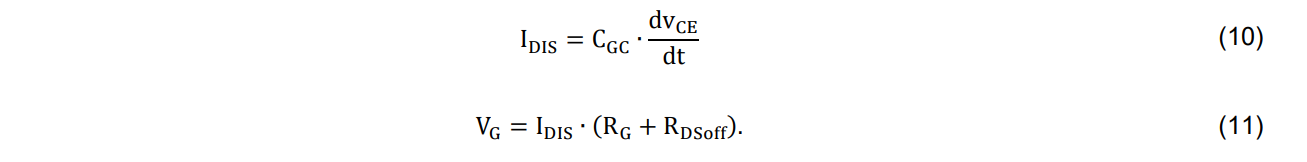 I_DIS = C_GC · dv_CE/dt (10)
V_G = I_DIS · (R_G + R_DSoff). (11)